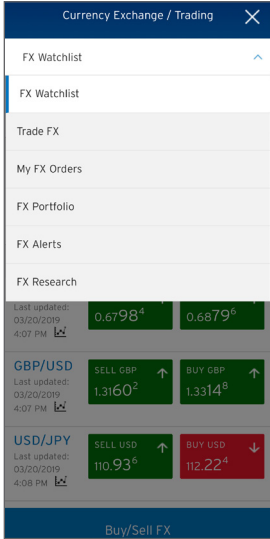 Currency Exchange / Trading
FX Watchlist
FX Watchlist
Trade FX
My FX Orders
FX Portfolio
FX Alerts
FX Research
Last updated:
03/20/2019
4:07 PM
0.6798⁴
0.6879⁶
GBP/USD
Last updated:
03/20/2019
4:07 PM
SELL GBP
1.3160²
BUY GBP
1.3314⁸
USD/JPY
Last updated:
03/20/2019
4:08 PM
SELL USD
110.93⁶
BUY USD
112.22⁴
Buy/Sell FX